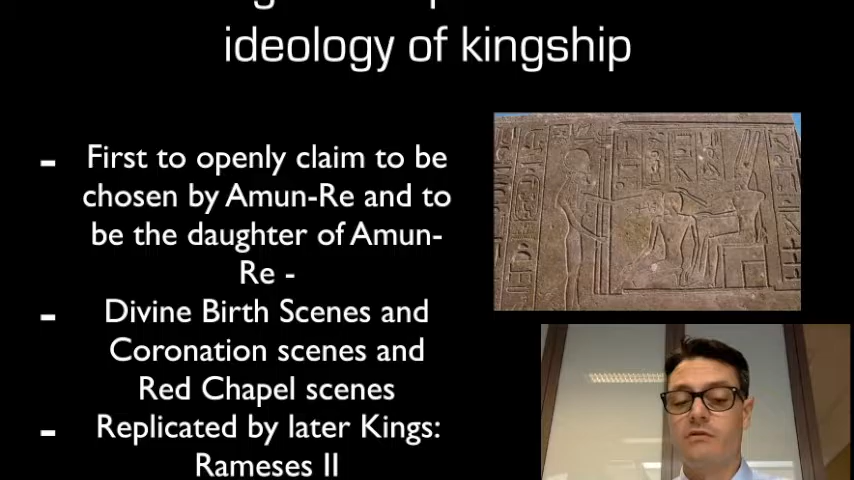 ideology of kingship
- First to openly claim to be
chosen by Amun-Re and to
be the daughter of Amun-
Re -
- Divine Birth Scenes and
Coronation scenes and
Red Chapel scenes
- Replicated by later Kings:
Rameses II